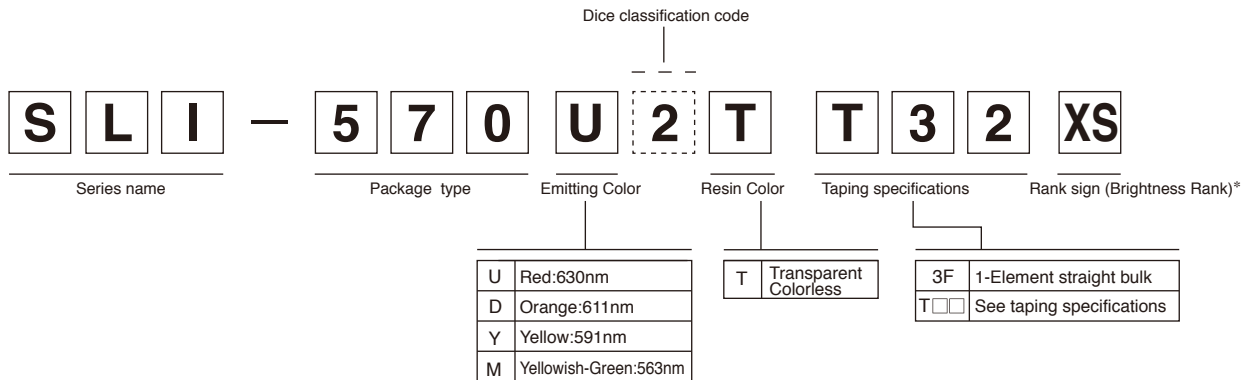 Dice classification code
S L I — 5 7 0 U 2 T T 3 2 XS
Series name Package type Emitting Color Resin Color Taping specifications Rank sign (Brightness Rank)*
U Red:630nm
D Orange:611nm
Y Yellow:591nm
M Yellowish-Green:563nm
T Transparent
Colorless
3F 1-Element straight bulk
T□□ See taping specifications